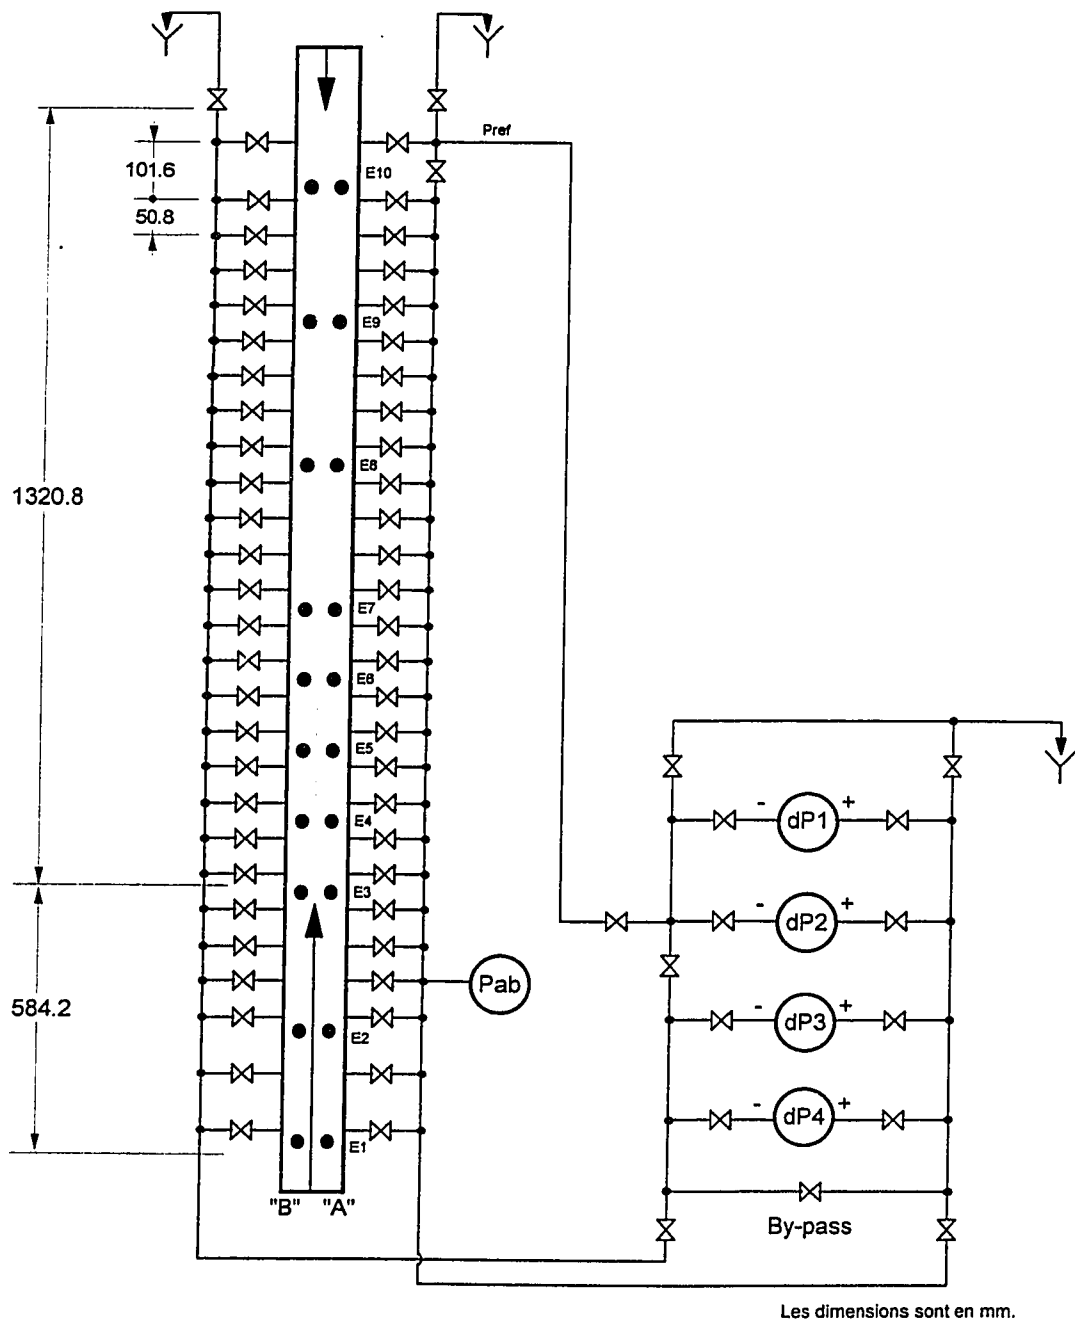 Pref
101.6
E10
50.8
E9
E8
1320.8
E7
E6
E5
- dP1 +
E4
E3
- dP2 +
Pab
584.2
- dP3 +
E2
- dP4 +
E1
"B" "A"
By-pass
Les dimensions sont en mm.